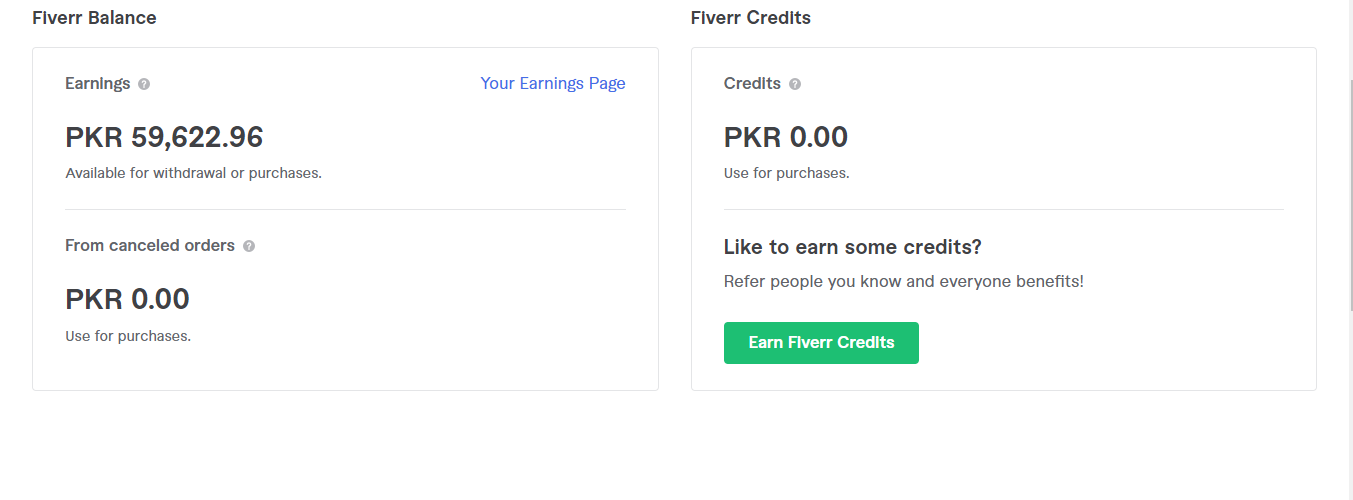 Fiverr Balance
Earnings
Your Earnings Page
PKR 59,622.96
Available for withdrawal or purchases.
From canceled orders
PKR 0.00
Use for purchases.
Fiverr Credits
Credits
PKR 0.00
Use for purchases.
Like to earn some credits?
Refer people you know and everyone benefits!
Earn Fiverr Credits